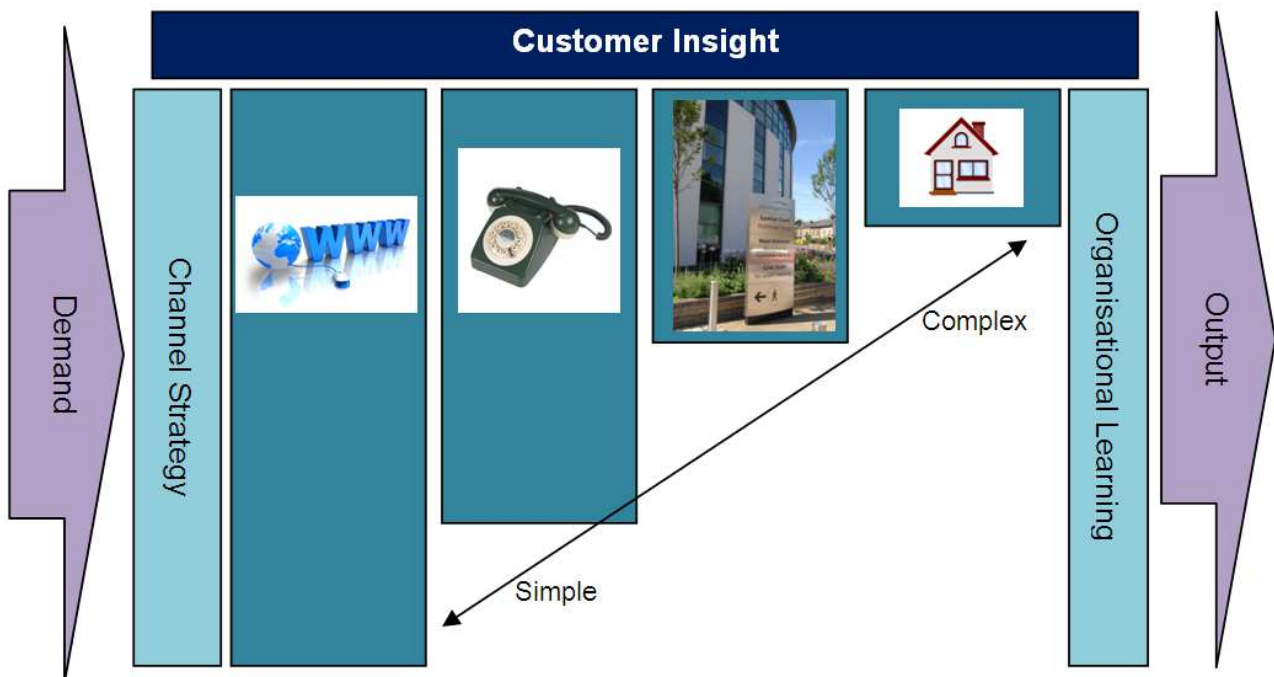 Customer Insight
Demand
Channel Strategy
WWW
Organisational Learning
Output
Complex
Simple